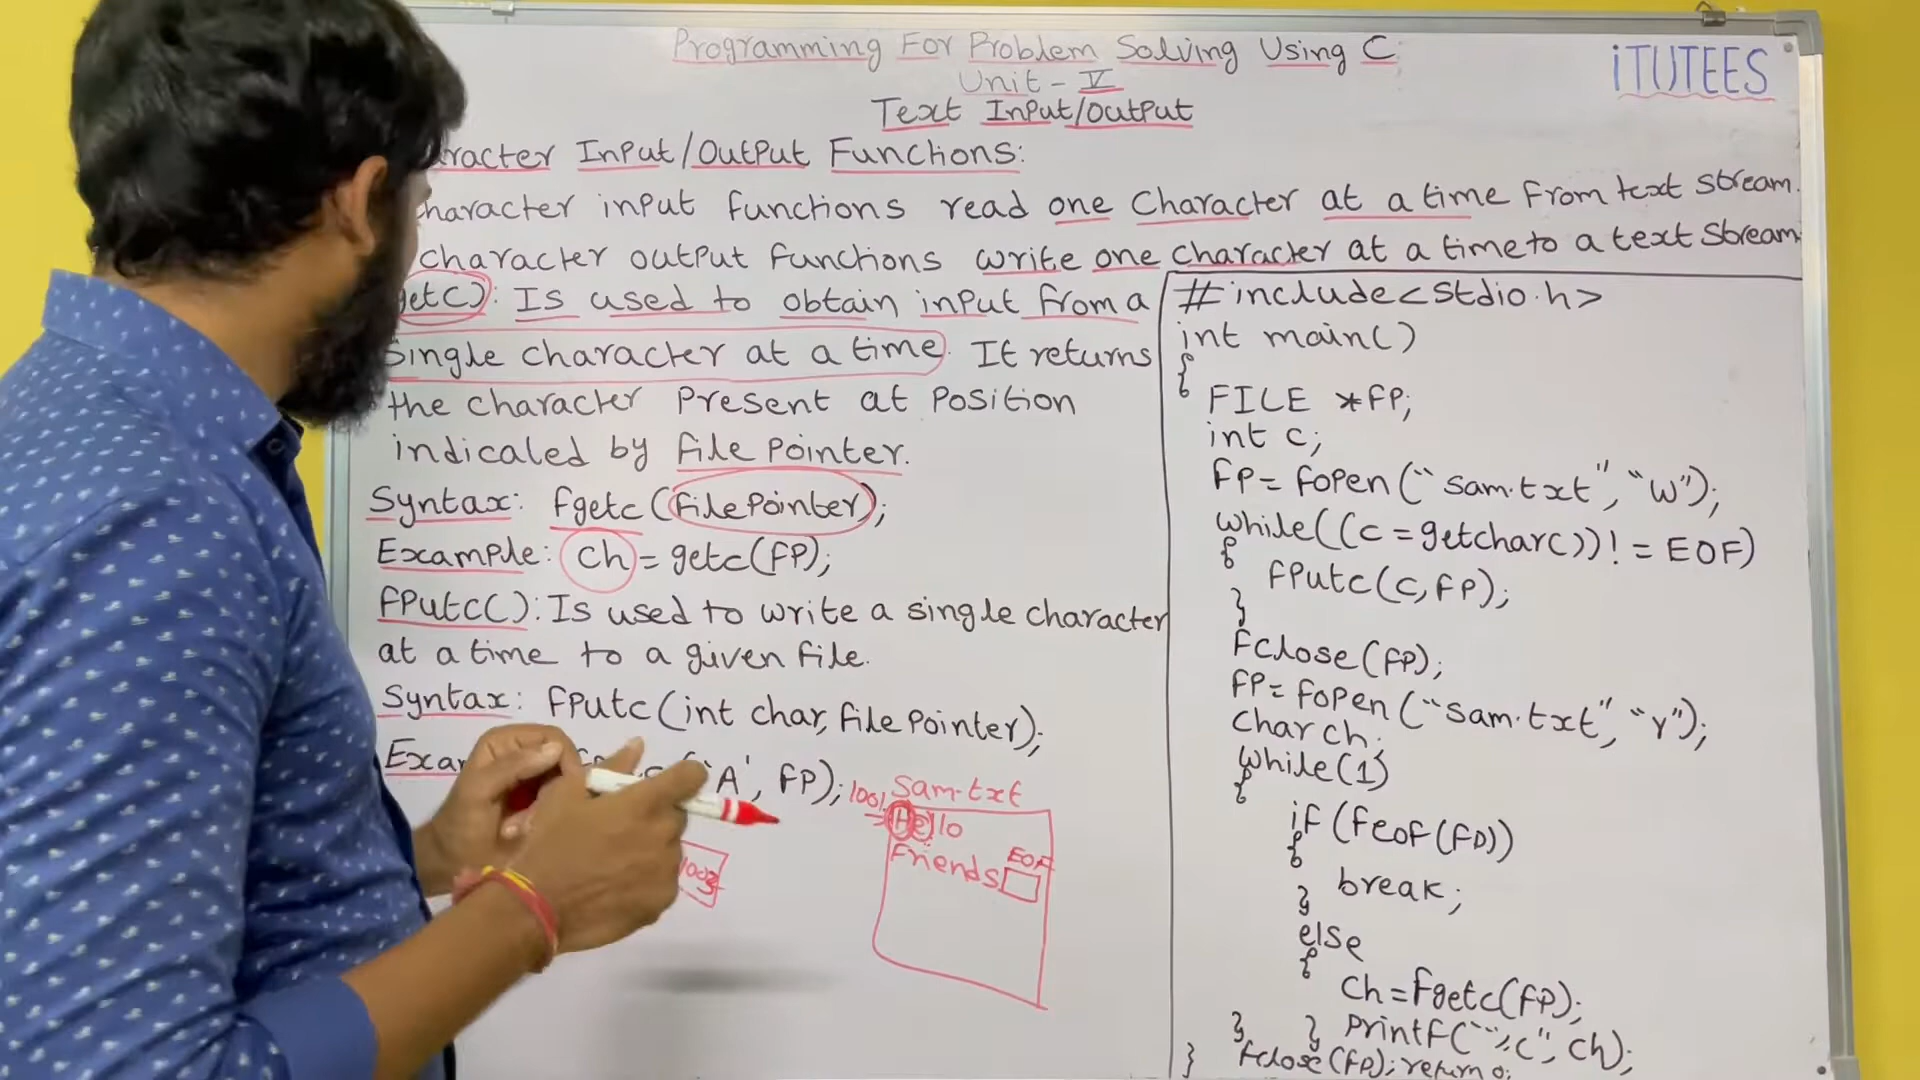 Programming For Problem Solving Using C
iTUTEES
Unit - V
Text Input/Output
racter Input/Output Functions:
haracter input functions read one character at a time from text stream.
character output functions write one character at a time to a text stream
getc): Is used to obtain input from a
Single character at a time. It returns
the character present at position
indicaled by file pointer.
Syntax: fgetc (filepointer);
Example: ch = getc(fp);
fputc(): Is used to write a single character
at a time to a given file.
Syntax: fputc (int char, file pointer);
Exam 'A', fp);
1001
Sam.txt
Hello
Friends
EOF
1003
#include<stdio.h>
int main()
{
FILE *fp;
int c;
fp = fopen ("sam.txt", "w");
while((c = getchar())! = EOF)
{
fputc(c,fp);
}
fclose(fp);
fp = fopen ("sam.txt", "r");
char ch;
while(1)
{
if (feof(fp))
{
break;
}
else
{
ch = fgetc(fp);
} } printf("%c", ch);
} fclose(fp); return 0;